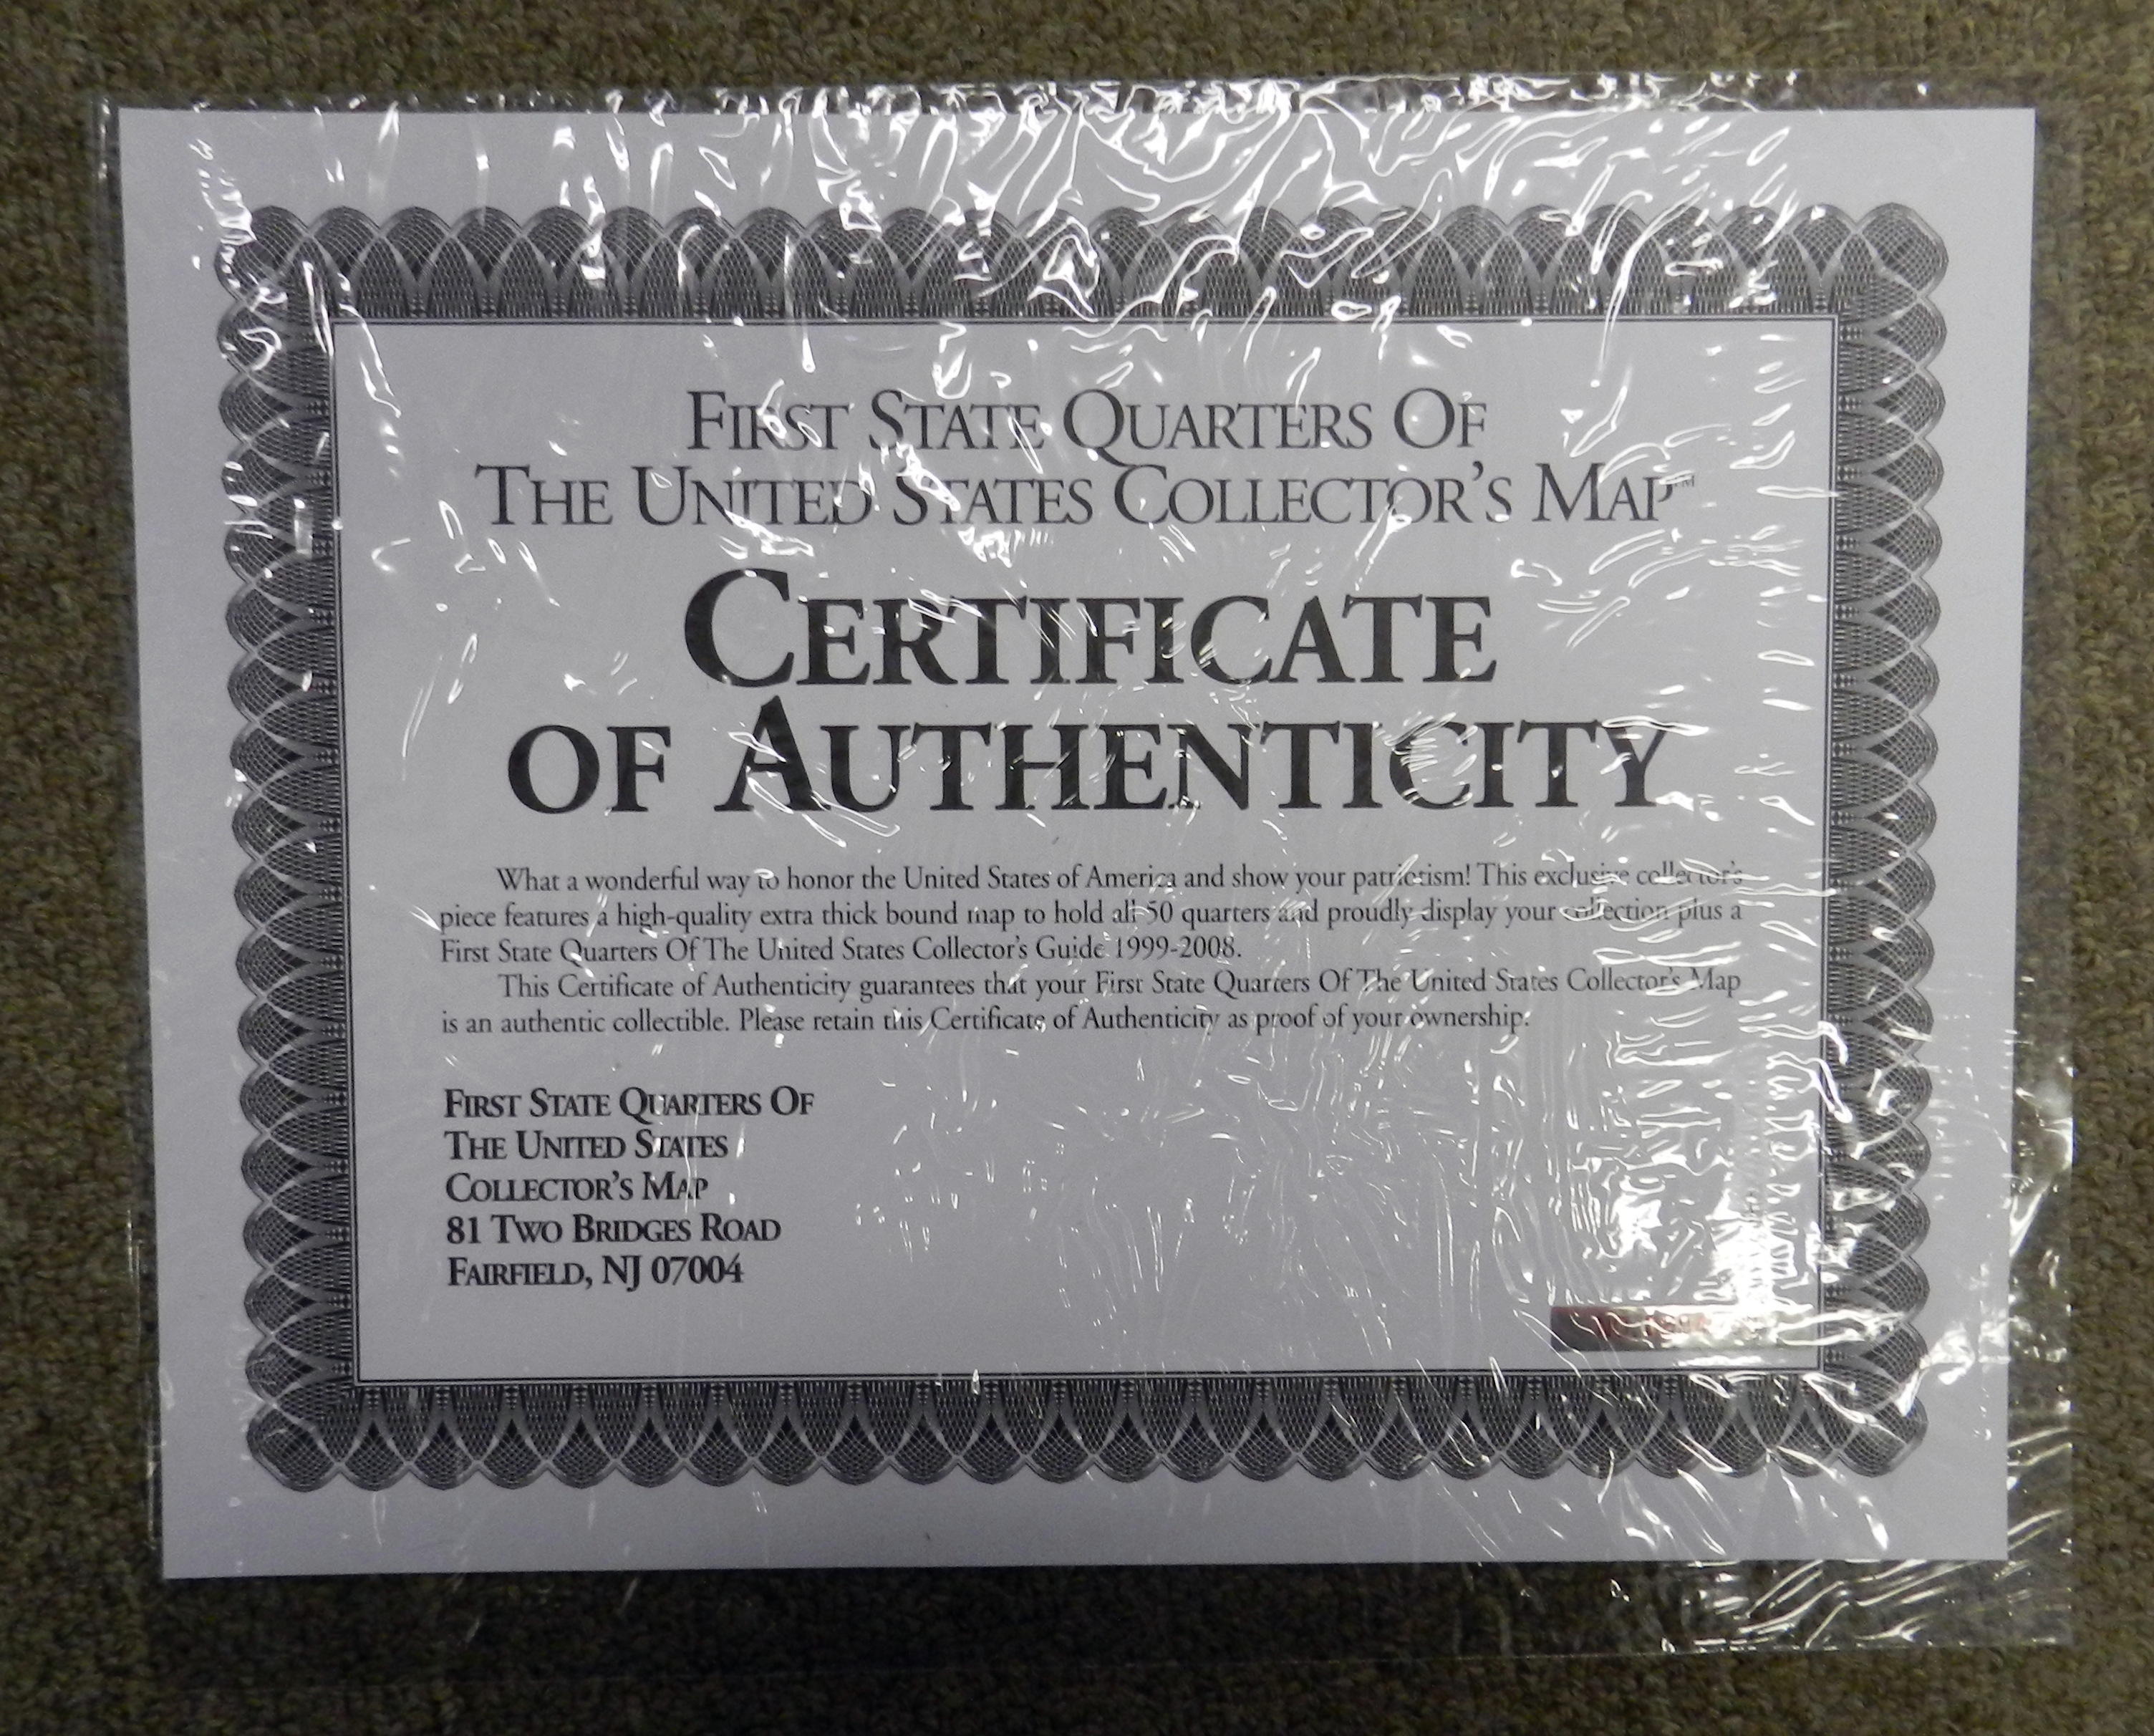 First State Quarters Of
The United States Collector's Map™
Certificate
of Authenticity
What a wonderful way to honor the United States of America and show your patriotism! This exclusive collector's
piece features a high-quality extra thick bound map to hold all 50 quarters and proudly display your collection plus a
First State Quarters Of The United States Collector's Guide 1999-2008.
This Certificate of Authenticity guarantees that your First State Quarters Of The United States Collector's Map
is an authentic collectible. Please retain this Certificate of Authenticity as proof of your ownership.
First State Quarters Of
The United States
Collector's Map
81 Two Bridges Road
Fairfield, NJ 07004